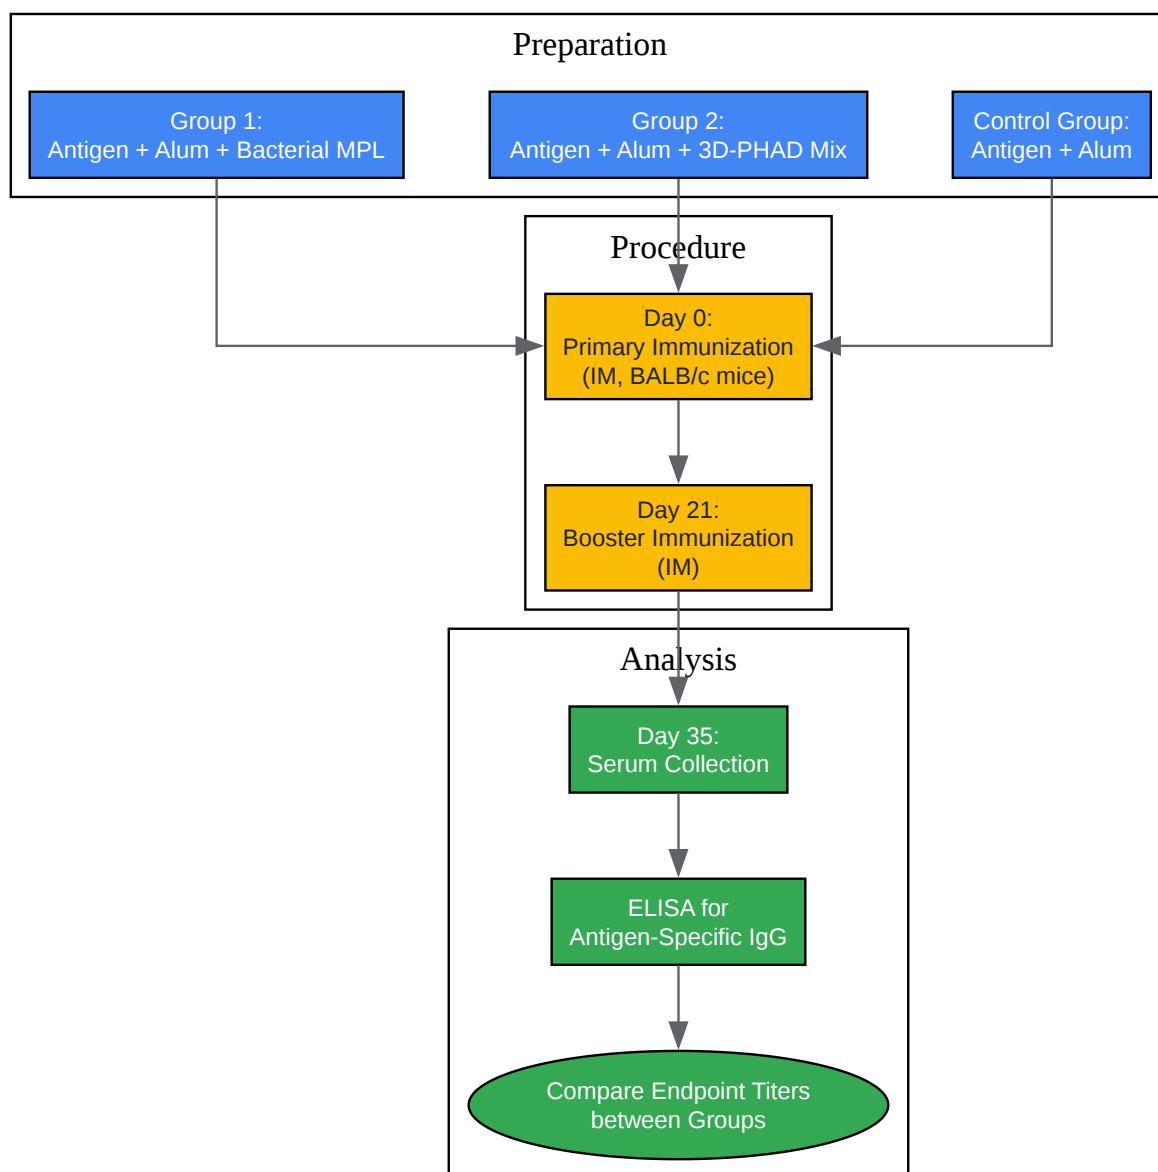 Preparation
Group 1:
Antigen + Alum + Bacterial MPL
Group 2:
Antigen + Alum + 3D-PHAD Mix
Control Group:
Antigen + Alum
Procedure
Day 0:
Primary Immunization
(IM, BALB/c mice)
Day 21:
Booster Immunization
(IM)
Analysis
Day 35:
Serum Collection
ELISA for
Antigen-Specific IgG
Compare Endpoint Titers
between Groups